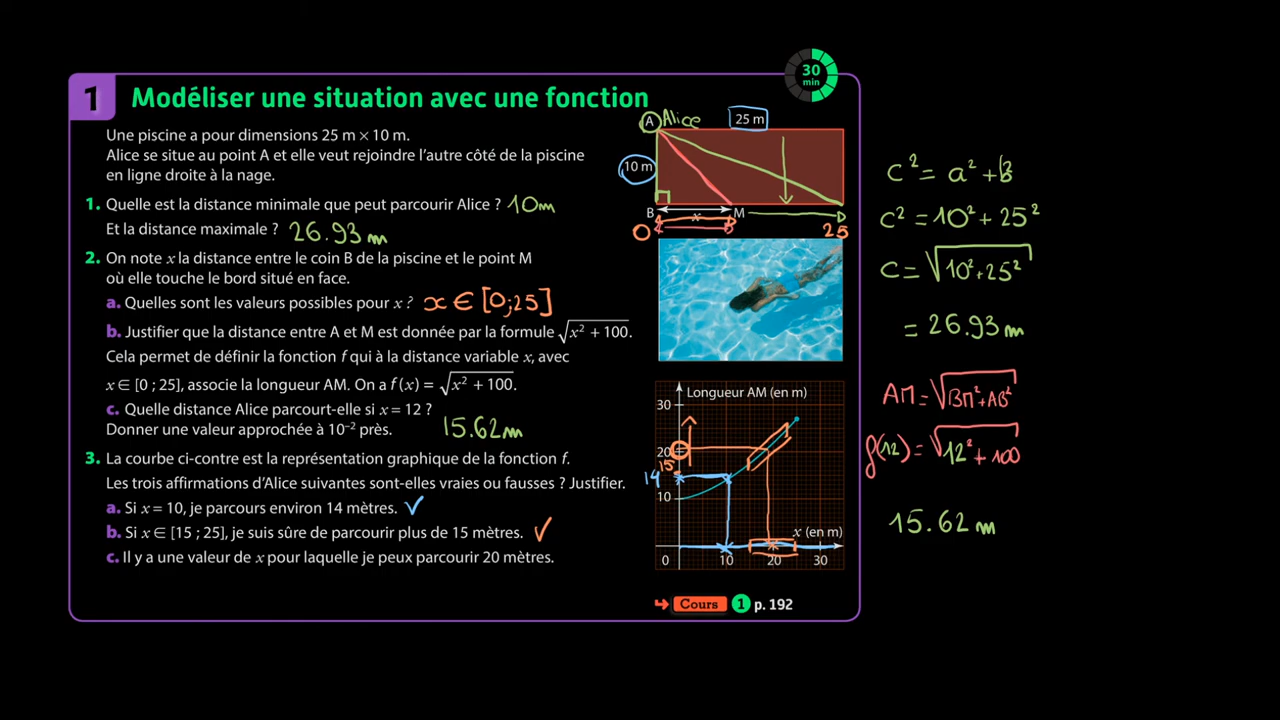 30
min
1 Modéliser une situation avec une fonction
Une piscine a pour dimensions 25 m × 10 m.
Alice se situe au point A et elle veut rejoindre l'autre côté de la piscine
en ligne droite à la nage.
1. Quelle est la distance minimale que peut parcourir Alice ? 10m
Et la distance maximale ? 26.93 m
2. On note x la distance entre le coin B de la piscine et le point M
où elle touche le bord situé en face.
a. Quelles sont les valeurs possibles pour x ? x ∈ [0;25]
b. Justifier que la distance entre A et M est donnée par la formule √x² + 100.
Cela permet de définir la fonction f qui à la distance variable x, avec
x ∈ [0 ; 25], associe la longueur AM. On a f(x) = √x² + 100.
c. Quelle distance Alice parcourt-elle si x = 12 ?
Donner une valeur approchée à 10⁻² près. 15.62m
3. La courbe ci-contre est la représentation graphique de la fonction f.
Les trois affirmations d'Alice suivantes sont-elles vraies ou fausses ? Justifier.
a. Si x = 10, je parcours environ 14 mètres. ✓
b. Si x ∈ [15 ; 25], je suis sûre de parcourir plus de 15 mètres. ✓
c. Il y a une valeur de x pour laquelle je peux parcourir 20 mètres.
A Alice 25 m
10 m
B x M
0 25
Longueur AM (en m)
30
20
15
14
10
x (en m)
0 10 20 30
↪ Cours 1 p. 192
c² = a² + b²
c² = 10² + 25²
c = √10² + 25²
= 26.93 m
AM = √BM² + AB²
f(12) = √12² + 100
15.62 m